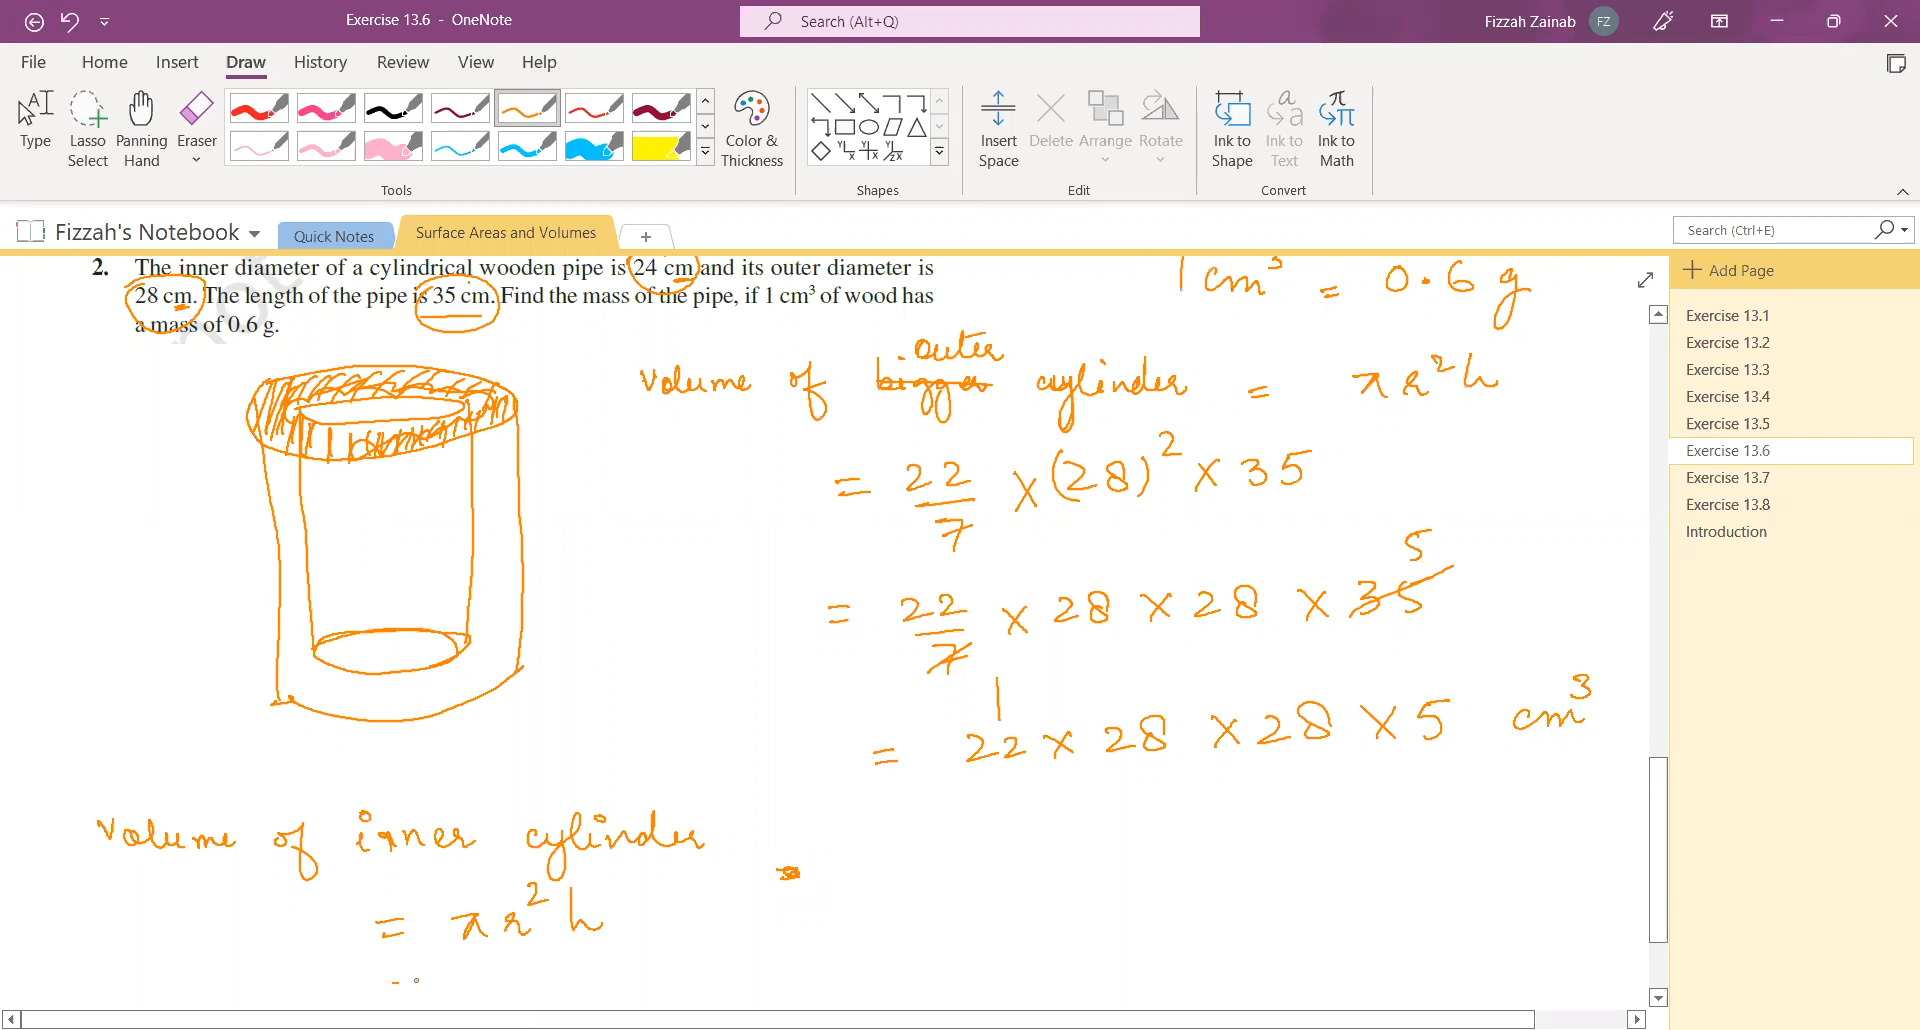 Exercise 13.6 - OneNote
Search (Alt+Q)
Fizzah Zainab FZ
File Home Insert Draw History Review View Help
Type
Lasso Select
Panning Hand
Eraser
Color & Thickness
Insert Space
Delete
Arrange
Rotate
Ink to Shape
Ink to Text
Ink to Math
Tools
Shapes
Edit
Convert
Fizzah's Notebook
Quick Notes
Surface Areas and Volumes
+
Search (Ctrl+E)
Add Page
Exercise 13.1
Exercise 13.2
Exercise 13.3
Exercise 13.4
Exercise 13.5
Exercise 13.6
Exercise 13.7
Exercise 13.8
Introduction
2. The inner diameter of a cylindrical wooden pipe is 24 cm and its outer diameter is
28 cm. The length of the pipe is 35 cm. Find the mass of the pipe, if 1 cm³ of wood has
a mass of 0.6 g.
1 cm³ = 0.6 g
outer
Volume of bigger cylinder = πr²h
= 22/7 × (28)² × 35
5
= 22/7 × 28 × 28 × 35
1
= 22 × 28 × 28 × 5 cm³
Volume of inner cylinder =
= πr²h